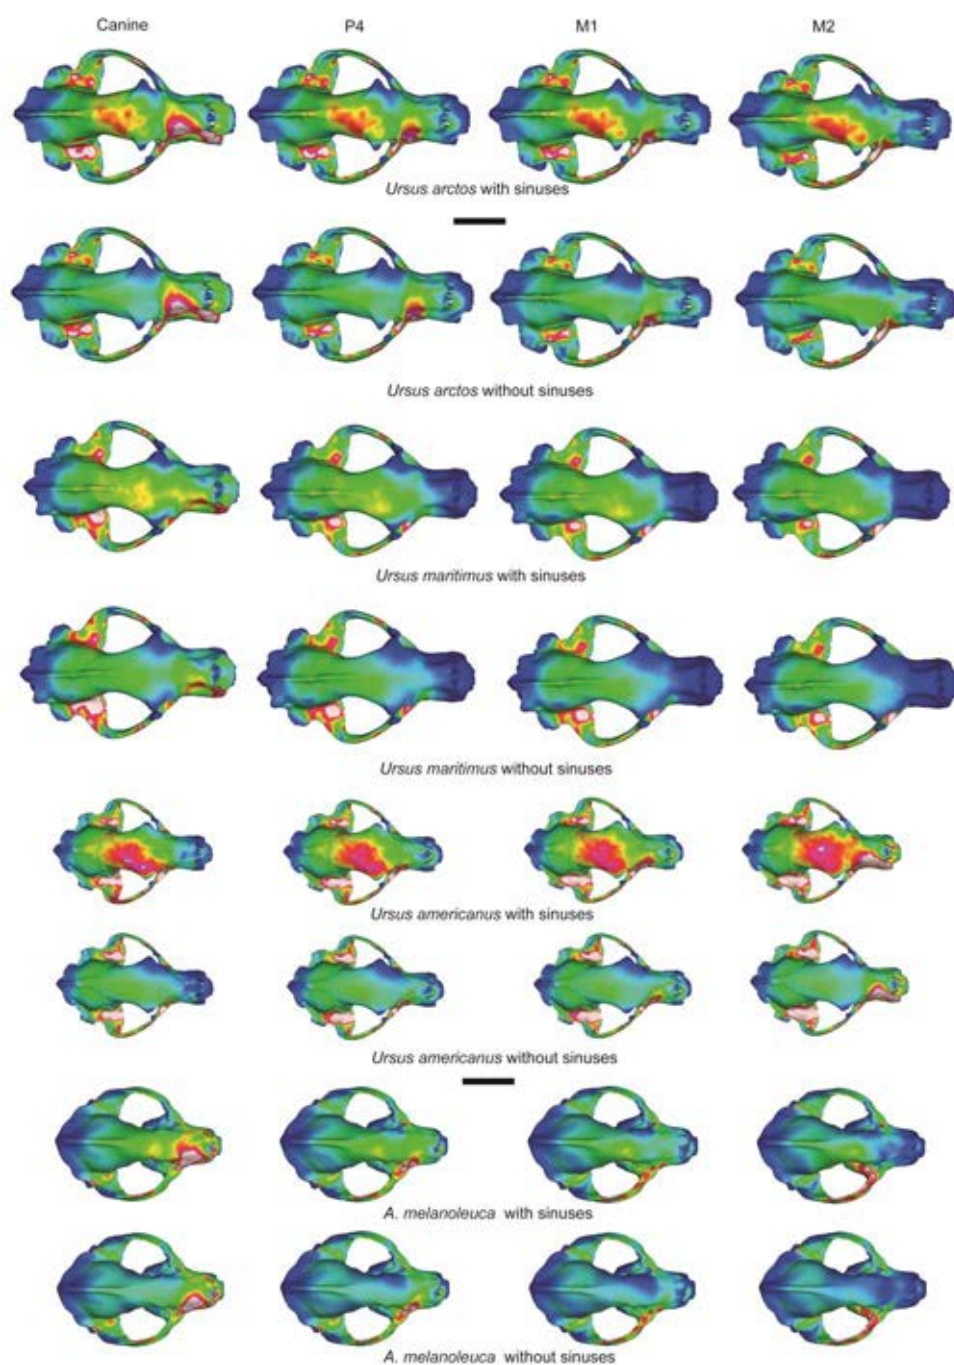 Canine P4 M1 M2
Ursus arctos with sinuses
Ursus arctos without sinuses
Ursus maritimus with sinuses
Ursus maritimus without sinuses
Ursus americanus with sinuses
Ursus americanus without sinuses
A. melanoleuca with sinuses
A. melanoleuca without sinuses